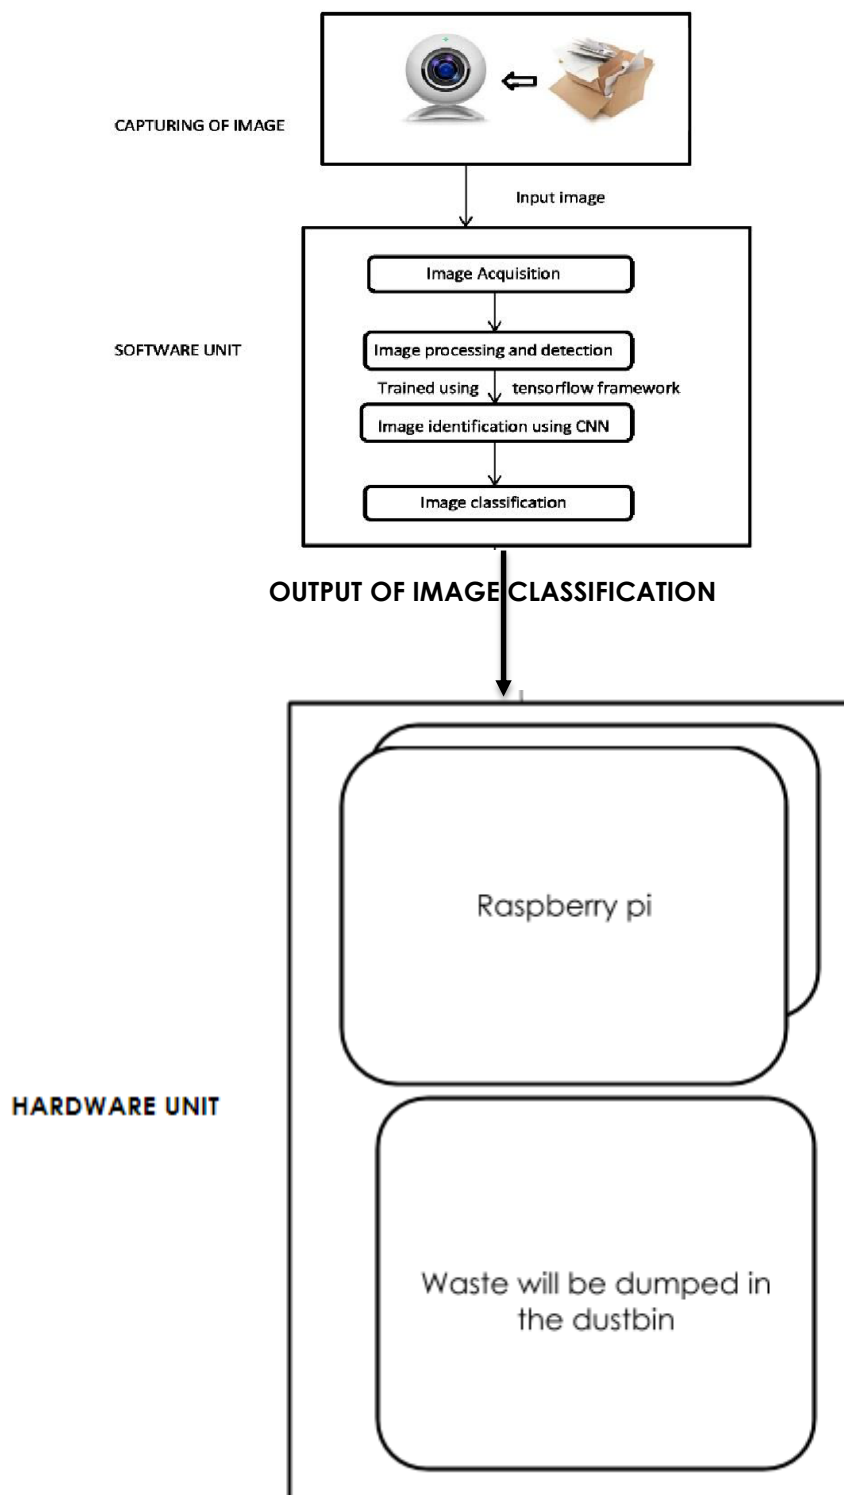 CAPTURING OF IMAGE
Input image
Image Acquisition
SOFTWARE UNIT
Image processing and detection
Trained using tensorflow framework
Image identification using CNN
Image classification
OUTPUT OF IMAGE CLASSIFICATION
Raspberry pi
HARDWARE UNIT
Waste will be dumped in
the dustbin